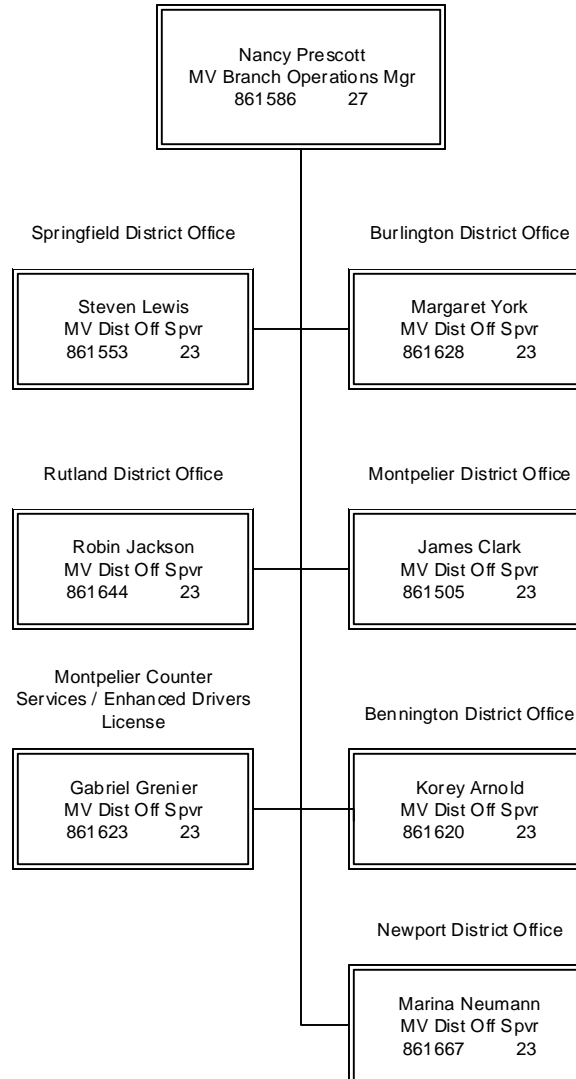 Nancy Prescott
MV Branch Operations Mgr
861586 27
Springfield District Office
Steven Lewis
MV Dist Off Spvr
861553 23
Burlington District Office
Margaret York
MV Dist Off Spvr
861628 23
Rutland District Office
Robin Jackson
MV Dist Off Spvr
861644 23
Montpelier District Office
James Clark
MV Dist Off Spvr
861505 23
Montpelier Counter
Services / Enhanced Drivers
License
Gabriel Grenier
MV Dist Off Spvr
861623 23
Bennington District Office
Korey Arnold
MV Dist Off Spvr
861620 23
Newport District Office
Marina Neumann
MV Dist Off Spvr
861667 23